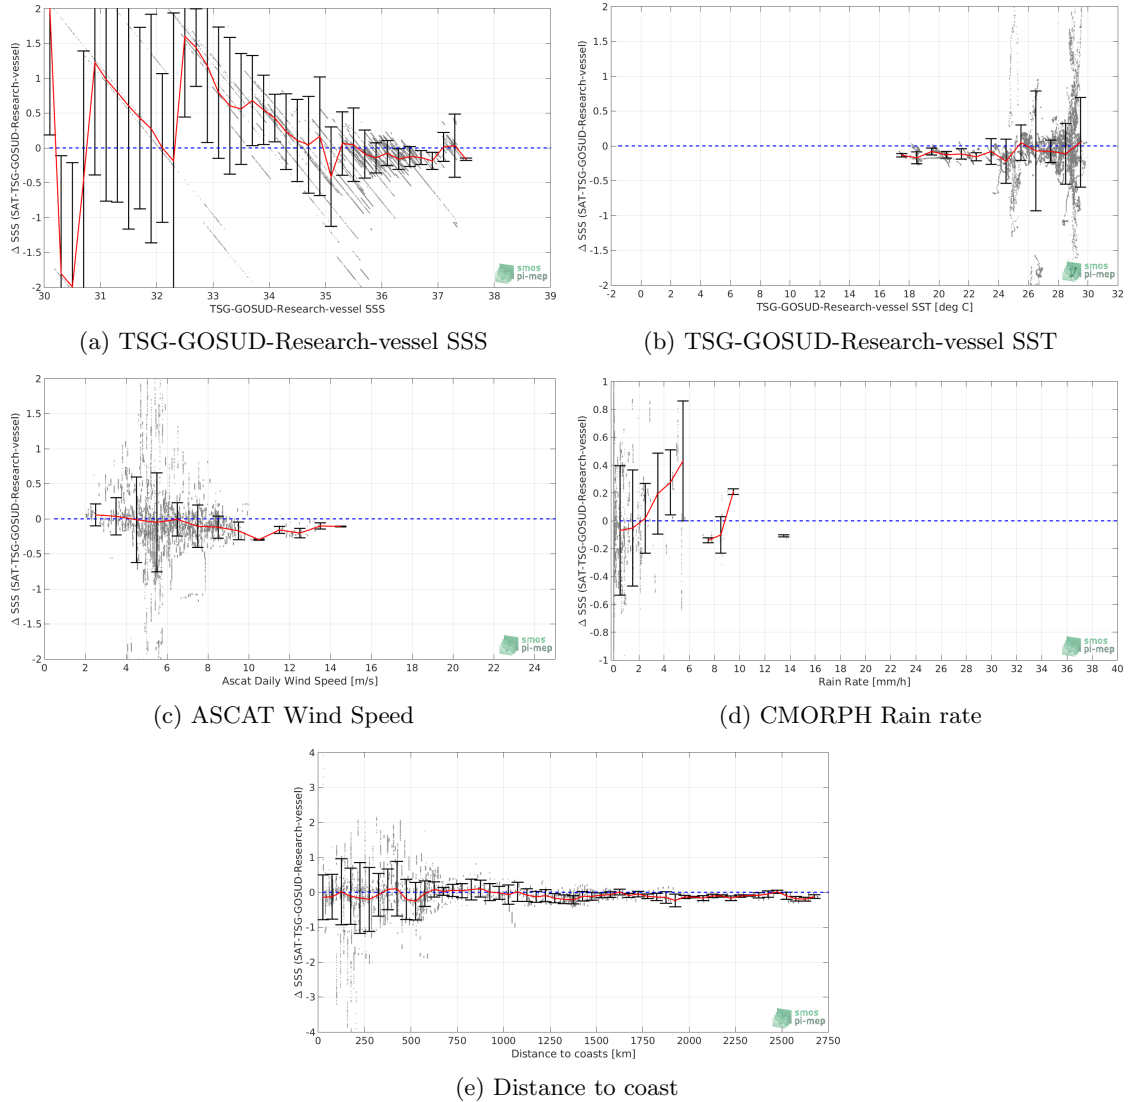 2
1.5
1
0.5
0
-0.5
-1
-1.5
-2
Δ SSS (SAT-TSG-GOSUD-Research-vessel)
30 31 32 33 34 35 36 37 38 39
TSG-GOSUD-Research-vessel SSS
smos
pi-mep
(a) TSG-GOSUD-Research-vessel SSS
2
1.5
1
0.5
0
-0.5
-1
-1.5
-2
Δ SSS (SAT-TSG-GOSUD-Research-vessel)
-2 0 2 4 6 8 10 12 14 16 18 20 22 24 26 28 30 32
TSG-GOSUD-Research-vessel SST [deg C]
smos
pi-mep
(b) TSG-GOSUD-Research-vessel SST
2
1.5
1
0.5
0
-0.5
-1
-1.5
-2
Δ SSS (SAT-TSG-GOSUD-Research-vessel)
0 2 4 6 8 10 12 14 16 18 20 22 24
Ascat Daily Wind Speed [m/s]
smos
pi-mep
(c) ASCAT Wind Speed
1
0.8
0.6
0.4
0.2
0
-0.2
-0.4
-0.6
-0.8
-1
Δ SSS (SAT-TSG-GOSUD-Research-vessel)
0 2 4 6 8 10 12 14 16 18 20 22 24 26 28 30 32 34 36 38 40
Rain Rate [mm/h]
smos
pi-mep
(d) CMORPH Rain rate
4
3
2
1
0
-1
-2
-3
-4
Δ SSS (SAT-TSG-GOSUD-Research-vessel)
0 250 500 750 1000 1250 1500 1750 2000 2250 2500 2750
Distance to coasts [km]
smos
pi-mep
(e) Distance to coast